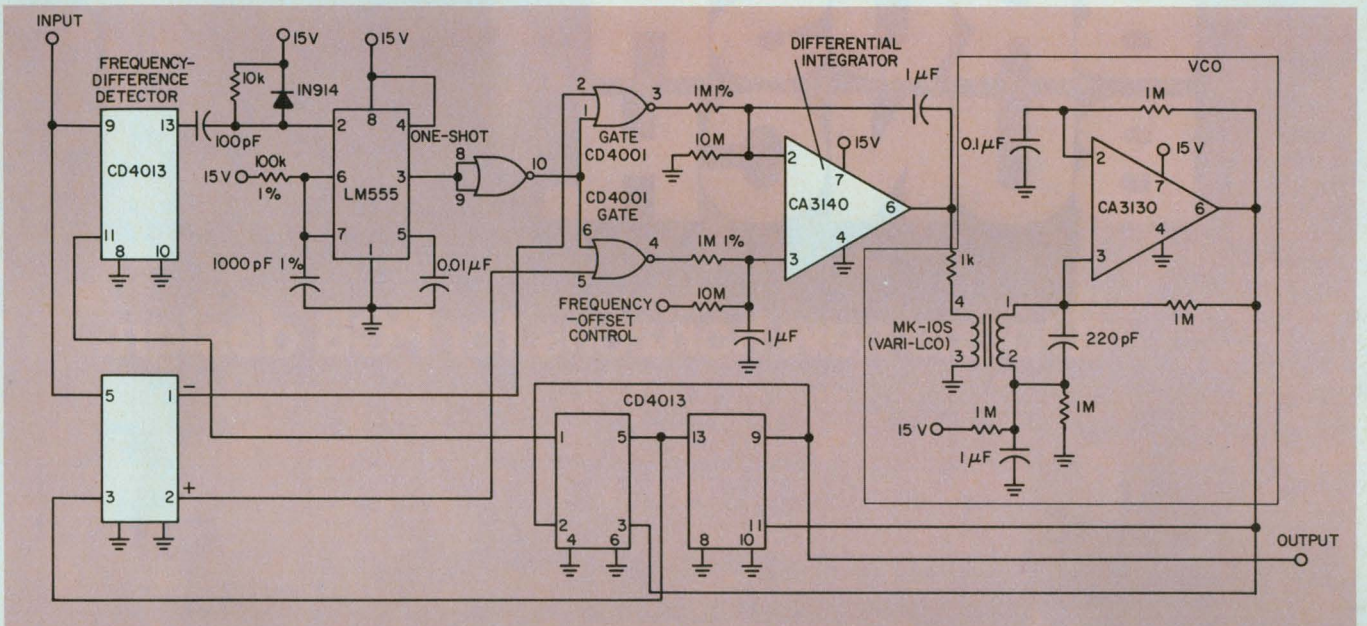 INPUT
FREQUENCY-
DIFFERENCE
DETECTOR
9
13
CD4013
11
8
10
100pF
10k
15V
IN914
15V
2
8
4
ONE-SHOT
6
LM555
3
7
5
1
15V
100k
1%
1000pF 1%
0.01µF
8
9
10
2
1
3
GATE
CD4001
CD4001
GATE
6
5
4
1M1%
10M
1M 1%
10M
FREQUENCY
-OFFSET
CONTROL
1µF
DIFFERENTIAL
INTEGRATOR
1µF
2
15V
7
CA3140
6
3
4
VCO
1M
0.1µF
2
15V
7
CA3130
6
3
4
1k
4
1
MK-10S
(VARI-LCO)
3
2
220pF
1M
15V
1M
1M
1µF
5
1
−
3
2
+
CD4013
1
5
2
3
4
6
13
9
11
8
10
OUTPUT